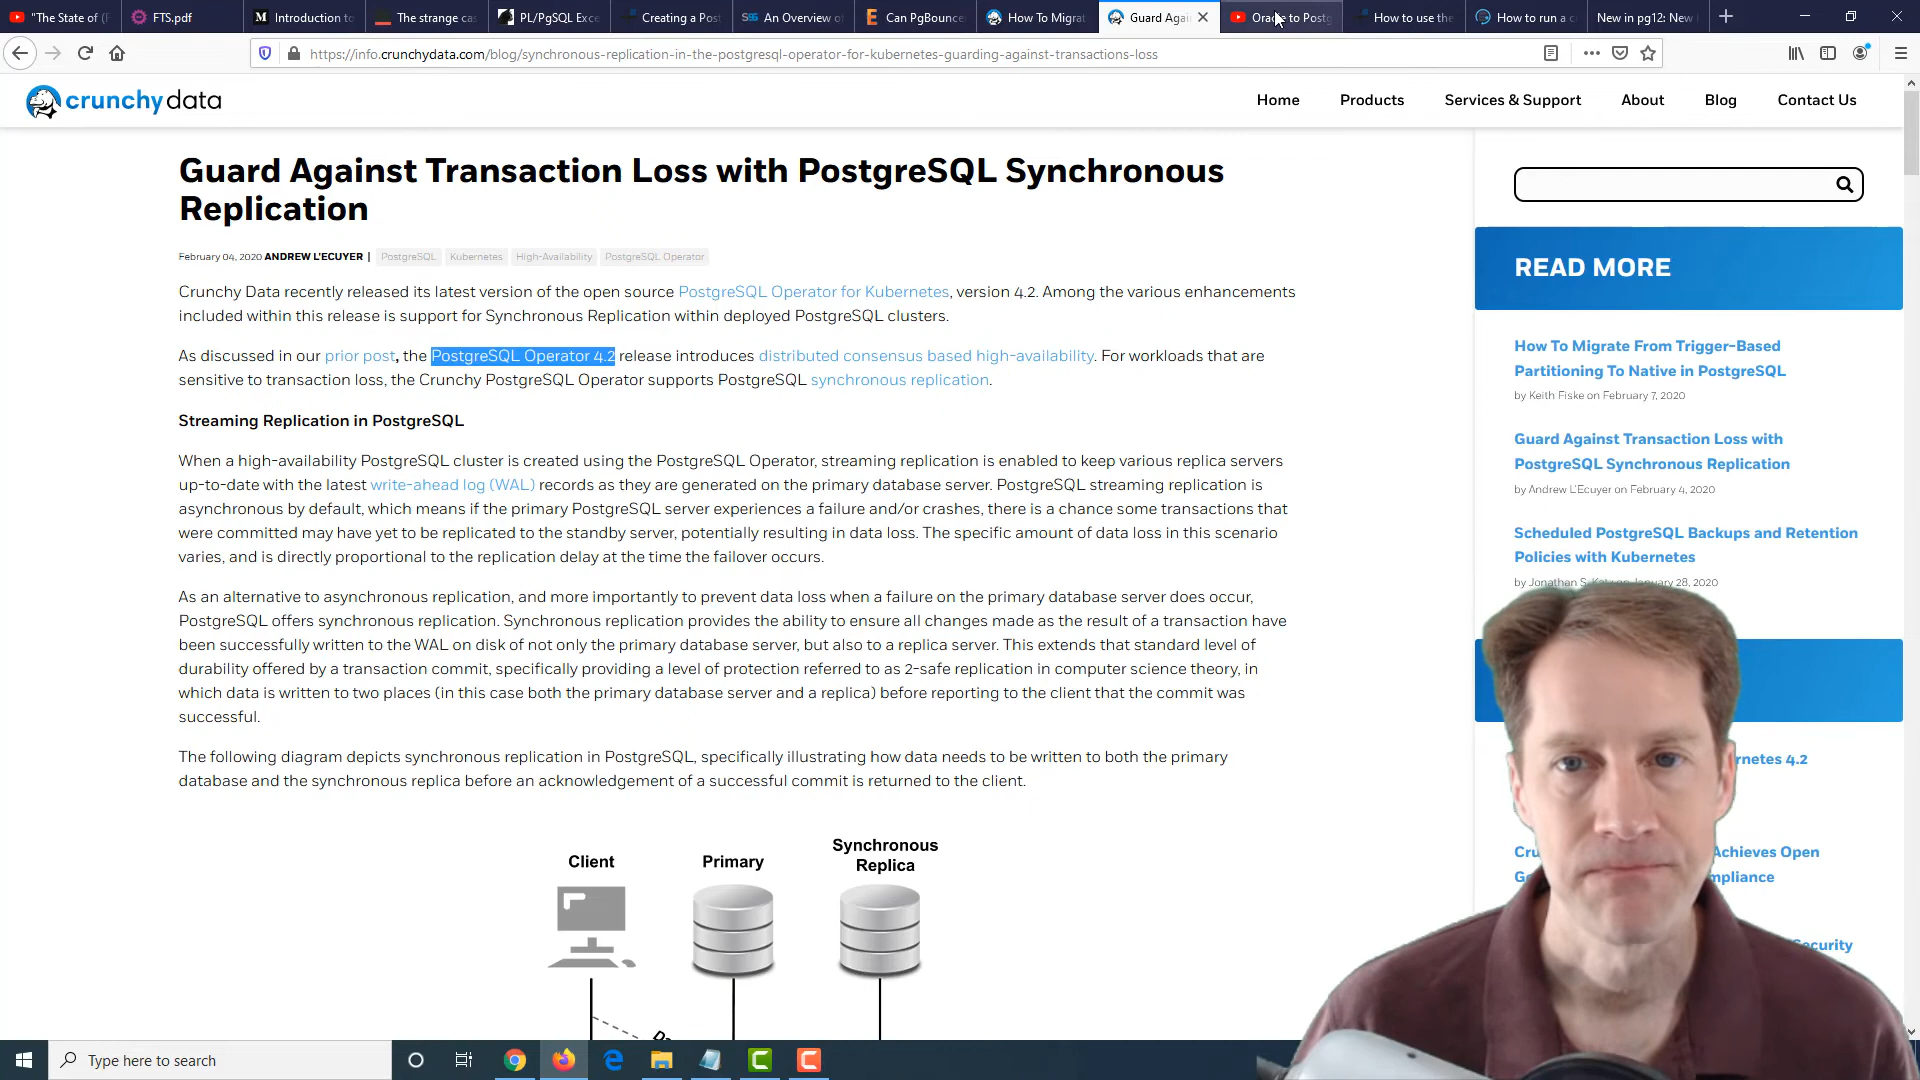 "The State of (P
FTS.pdf
Introduction to
The strange cas
PL/PgSQL Exce
Creating a Post
An Overview of
Can PgBounce
How To Migrat
Guard Again
Oracle to Postg
How to use the
How to run a c
New in pg12: New
https://info.crunchydata.com/blog/synchronous-replication-in-the-postgresql-operator-for-kubernetes-guarding-against-transactions-loss
crunchydata
Home
Products
Services & Support
About
Blog
Contact Us
Guard Against Transaction Loss with PostgreSQL Synchronous
Replication
February 04, 2020 ANDREW L'ECUYER |
PostgreSQL
Kubernetes
High-Availability
PostgreSQL Operator
Crunchy Data recently released its latest version of the open source PostgreSQL Operator for Kubernetes, version 4.2. Among the various enhancements
included within this release is support for Synchronous Replication within deployed PostgreSQL clusters.
As discussed in our prior post, the PostgreSQL Operator 4.2 release introduces distributed consensus based high-availability. For workloads that are
sensitive to transaction loss, the Crunchy PostgreSQL Operator supports PostgreSQL synchronous replication.
Streaming Replication in PostgreSQL
When a high-availability PostgreSQL cluster is created using the PostgreSQL Operator, streaming replication is enabled to keep various replica servers
up-to-date with the latest write-ahead log (WAL) records as they are generated on the primary database server. PostgreSQL streaming replication is
asynchronous by default, which means if the primary PostgreSQL server experiences a failure and/or crashes, there is a chance some transactions that
were committed may have yet to be replicated to the standby server, potentially resulting in data loss. The specific amount of data loss in this scenario
varies, and is directly proportional to the replication delay at the time the failover occurs.
As an alternative to asynchronous replication, and more importantly to prevent data loss when a failure on the primary database server does occur,
PostgreSQL offers synchronous replication. Synchronous replication provides the ability to ensure all changes made as the result of a transaction have
been successfully written to the WAL on disk of not only the primary database server, but also to a replica server. This extends that standard level of
durability offered by a transaction commit, specifically providing a level of protection referred to as 2-safe replication in computer science theory, in
which data is written to two places (in this case both the primary database server and a replica) before reporting to the client that the commit was
successful.
The following diagram depicts synchronous replication in PostgreSQL, specifically illustrating how data needs to be written to both the primary
database and the synchronous replica before an acknowledgement of a successful commit is returned to the client.
Client
Primary
Synchronous
Replica
READ MORE
How To Migrate From Trigger-Based
Partitioning To Native in PostgreSQL
by Keith Fiske on February 7, 2020
Guard Against Transaction Loss with
PostgreSQL Synchronous Replication
by Andrew L'Ecuyer on February 4, 2020
Scheduled PostgreSQL Backups and Retention
Policies with Kubernetes
by Jonathan S. Katz on January 28, 2020
rnetes 4.2
Cru
Achieves Open
Go
mpliance
Security
Type here to search